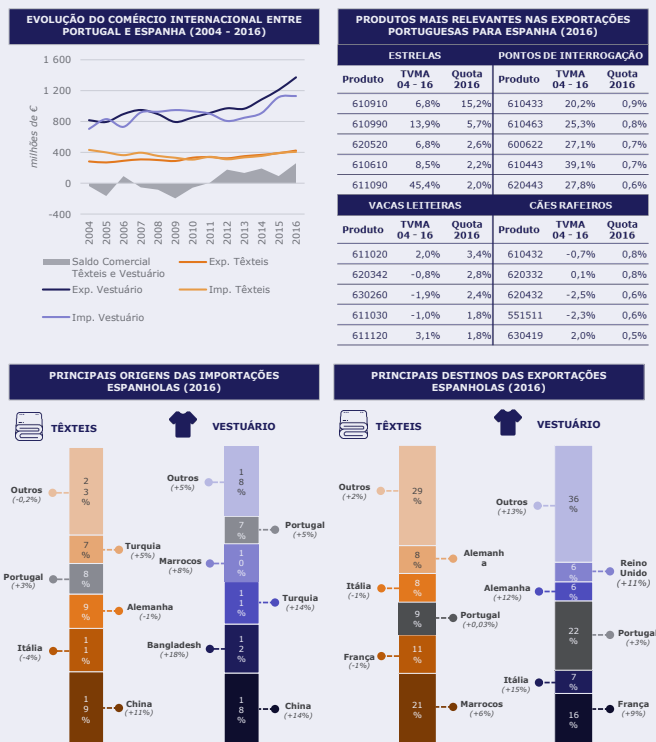 EVOLUÇÃO DO COMÉRCIO INTERNACIONAL ENTRE
PORTUGAL E ESPANHA (2004 - 2016)
1 600
1 200
800
400
0
-400
milhões de €
2004
2005
2006
2007
2008
2009
2010
2011
2012
2013
2014
2015
2016
Saldo Comercial
Têxteis e Vestuário
Exp. Têxteis
Exp. Vestuário
Imp. Têxteis
Imp. Vestuário
PRODUTOS MAIS RELEVANTES NAS EXPORTAÇÕES
PORTUGUESAS PARA ESPANHA (2016)
ESTRELAS PONTOS DE INTERROGAÇÃO
Produto TVMA 04 - 16 Quota 2016 Produto TVMA 04 - 16 Quota 2016
610910 6,8% 15,2% 610433 20,2% 0,9%
610990 13,9% 5,7% 610463 25,3% 0,8%
620520 6,8% 2,6% 600622 27,1% 0,7%
610610 8,5% 2,2% 610443 39,1% 0,7%
611090 45,4% 2,0% 620443 27,8% 0,6%
VACAS LEITEIRAS CÃES RAFEIROS
Produto TVMA 04 - 16 Quota 2016 Produto TVMA 04 - 16 Quota 2016
611020 2,0% 3,4% 610432 -0,7% 0,8%
620342 -0,8% 2,8% 620332 0,1% 0,8%
630260 -1,9% 2,4% 620432 -2,5% 0,6%
611030 -1,0% 1,8% 551511 -2,3% 0,6%
611120 3,1% 1,8% 630419 2,0% 0,5%
PRINCIPAIS ORIGENS DAS IMPORTAÇÕES
ESPANHOLAS (2016)
TÊXTEIS
Outros
(-0,2%)
23%
7%
Turquia
(+5%)
Portugal
(+3%)
8%
9%
Alemanha
(-1%)
Itália
(-4%)
11%
19%
China
(+11%)
VESTUÁRIO
Outros
(+5%)
18%
7%
Portugal
(+5%)
Marrocos
(+8%)
10%
11%
Turquia
(+14%)
Bangladesh
(+18%)
12%
18%
China
(+14%)
PRINCIPAIS DESTINOS DAS EXPORTAÇÕES
ESPANHOLAS (2016)
TÊXTEIS
Outros
(+2%)
29%
8%
Alemanh
a
Itália
(-1%)
8%
9%
Portugal
(+0,03%)
França
(-1%)
11%
21%
Marrocos
(+6%)
VESTUÁRIO
Outros
(+13%)
36%
6%
Reino
Unido
(+11%)
Alemanha
(+12%)
6%
22%
Portugal
(+3%)
Itália
(+15%)
7%
16%
França
(+9%)